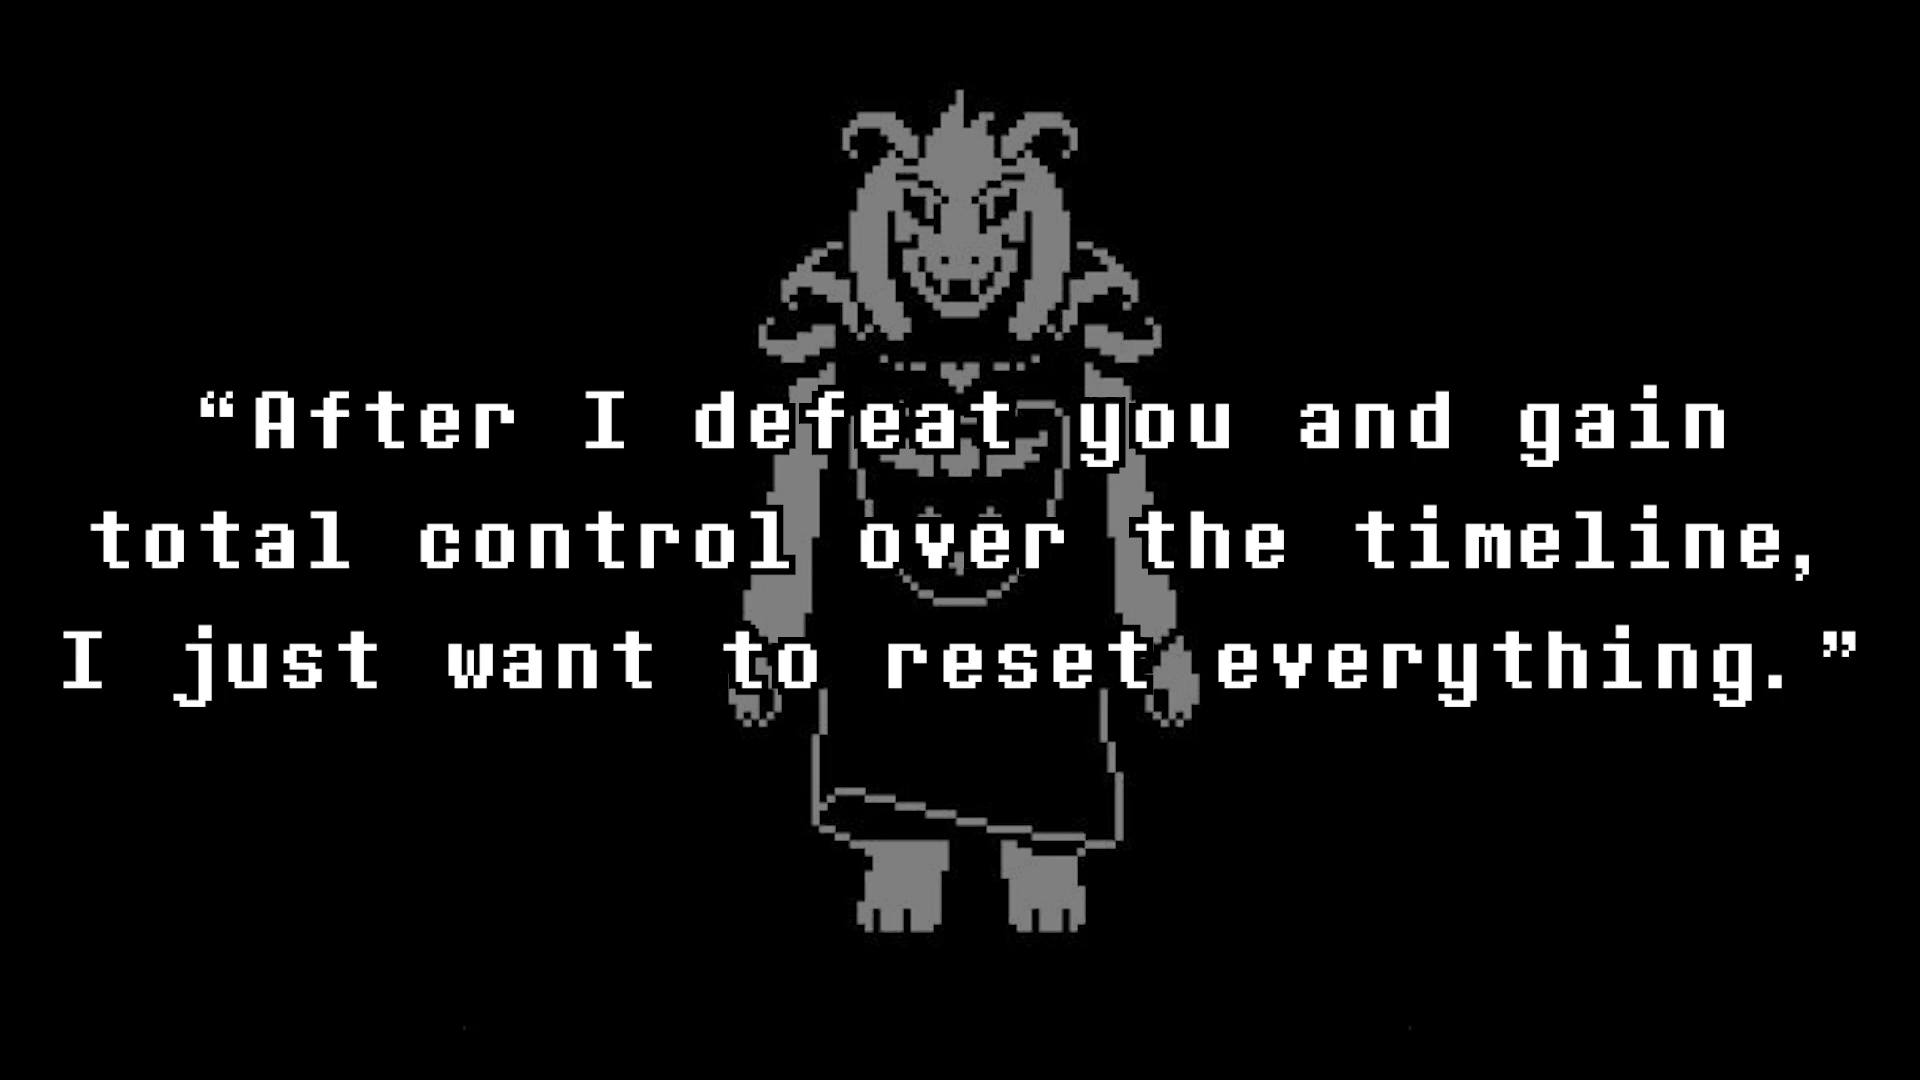 “After I defeat you and gain
total control over the timeline,
I just want to reset everything.”